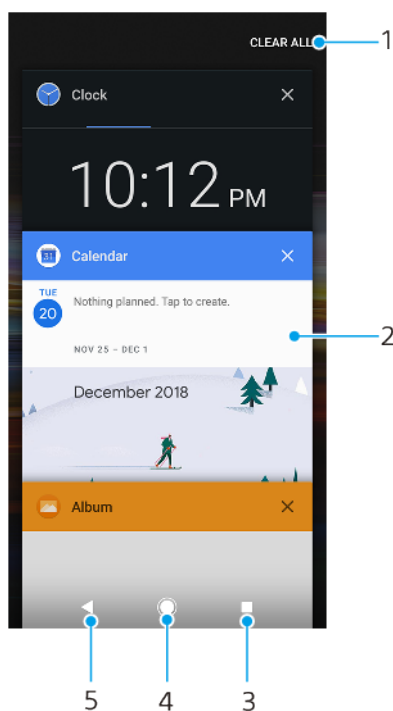 CLEAR ALL
1
Clock
10:12 PM
31
Calendar
TUE
20
Nothing planned. Tap to create.
2
NOV 25 – DEC 1
December 2018
Album
5
4
3